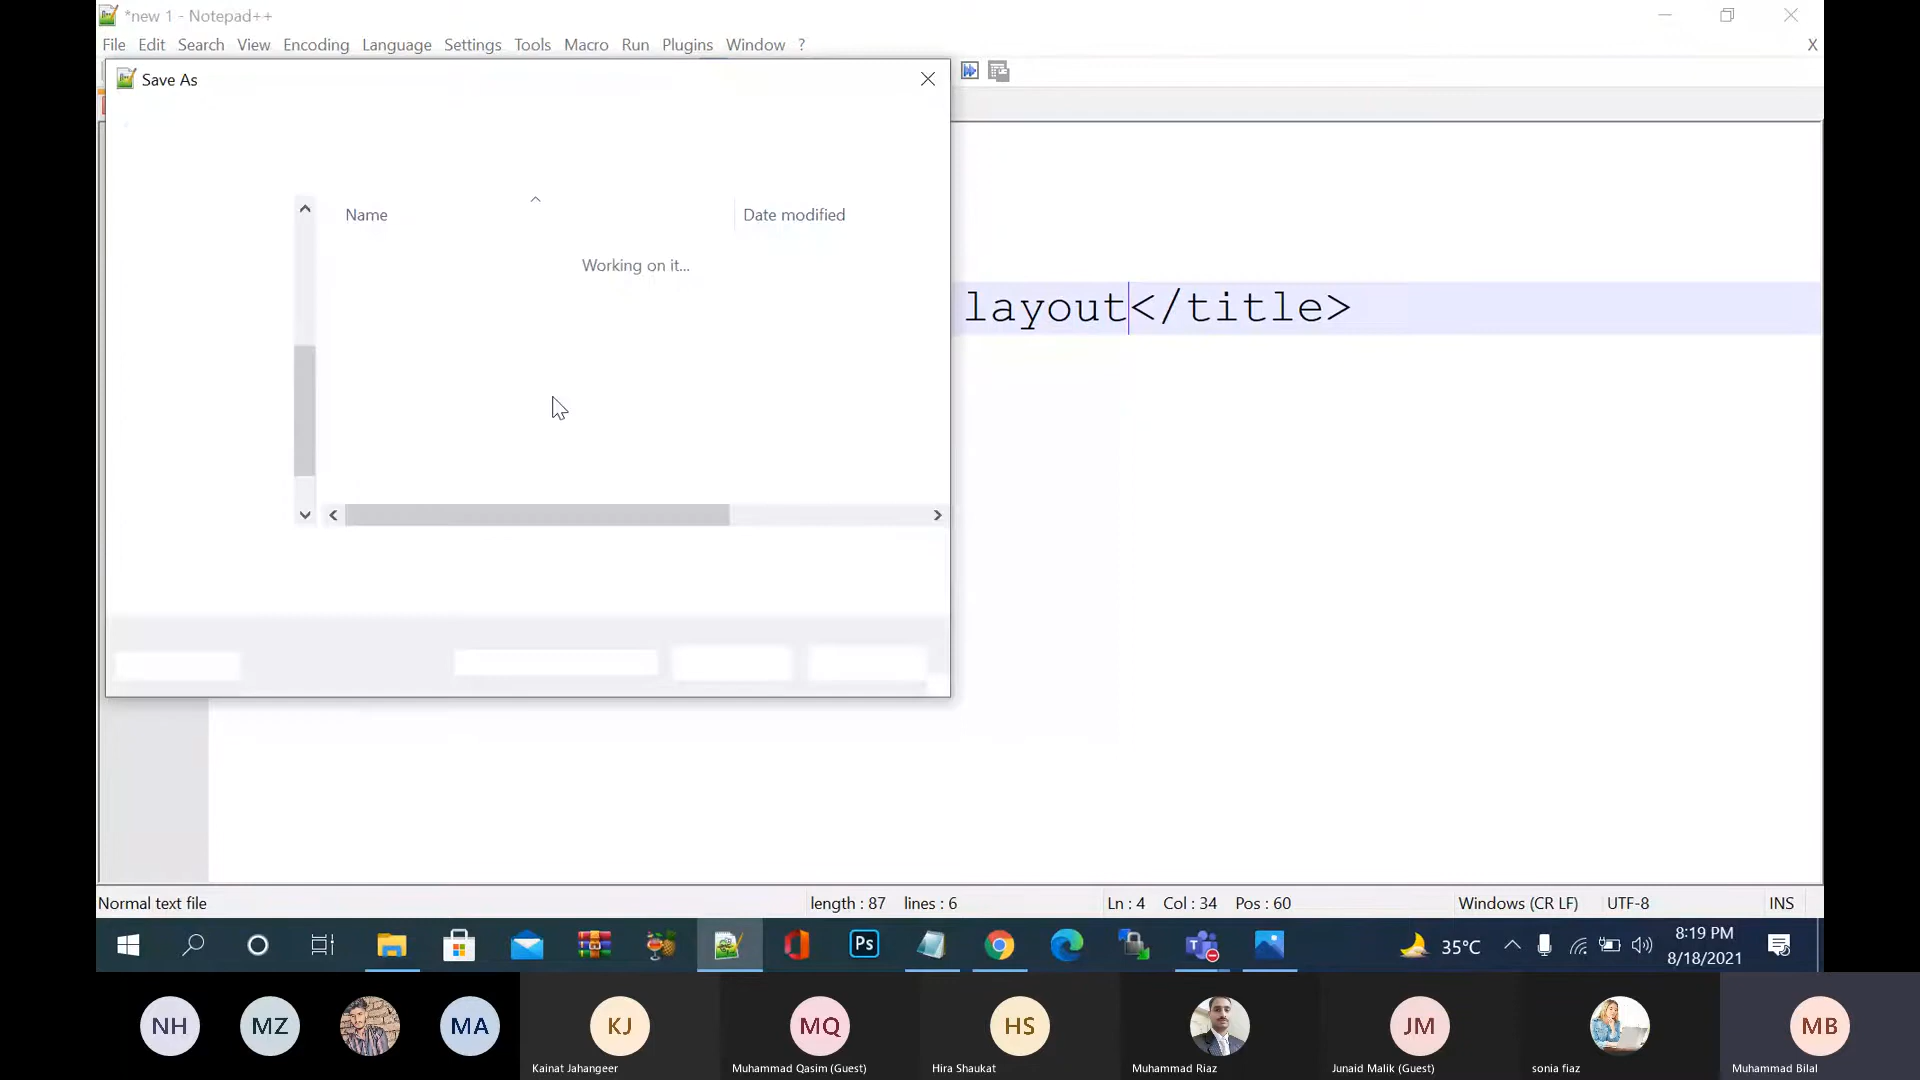 *new 1 - Notepad++
File Edit Search View Encoding Language Settings Tools Macro Run Plugins Window ?
X
Save As
Name
Date modified
Working on it...
layout</title>
Normal text file
length : 87 lines : 6
Ln : 4 Col : 34 Pos : 60
Windows (CR LF)
UTF-8
INS
Ps
35°C
8:19 PM
8/18/2021
NH
MZ
MA
KJ
MQ
HS
JM
MB
Kainat Jahangeer
Muhammad Qasim (Guest)
Hira Shaukat
Muhammad Riaz
Junaid Malik (Guest)
sonia fiaz
Muhammad Bilal